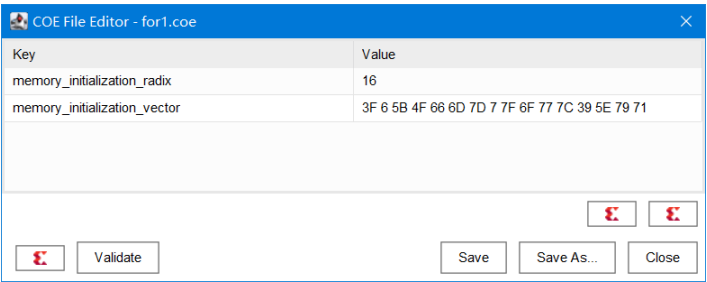 COE File Editor - for1.coe
Key Value
memory_initialization_radix 16
memory_initialization_vector 3F 6 5B 4F 66 6D 7D 7 7F 6F 77 7C 39 5E 79 71
Validate Save Save As... Close